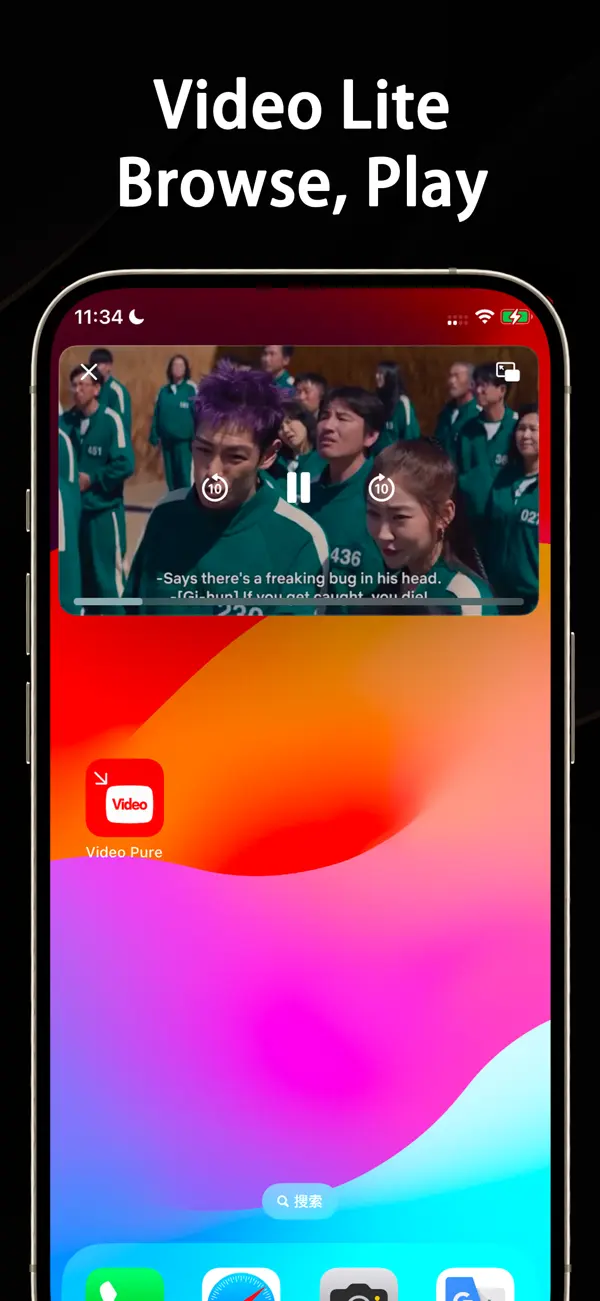 Video Lite
Browse, Play
11:34
451
10
10
436
022
-Says there's a freaking bug in his head.
-[Gi-hun] If you get caught, you die!
230
Video
Video Pure
搜索